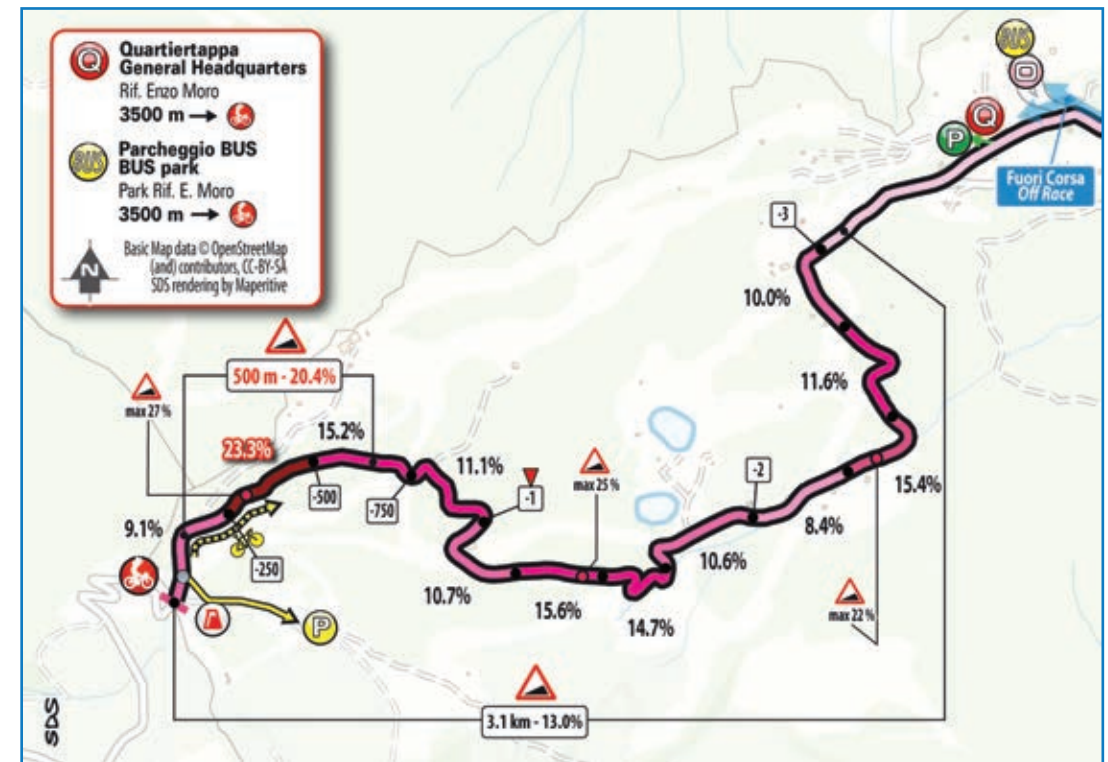 Q
Quartiertappa
General Headquarters
Rif. Enzo Moro
3500 m
BUS
Parcheggio BUS
BUS park
Park Rif. E. Moro
3500 m
N
Basic Map data © OpenStreetMap
(and) contributors, CC-BY-SA
SDS rendering by Maperitive
BUS
Q
P
Fuori Corsa
Off Race
-3
10.0%
11.6%
15.4%
max 22 %
8.4%
-2
10.6%
14.7%
max 25 %
15.6%
10.7%
-1
11.1%
-750
15.2%
500 m - 20.4%
-500
23.3%
max 27 %
-250
9.1%
P
3.1 km - 13.0%
SDS